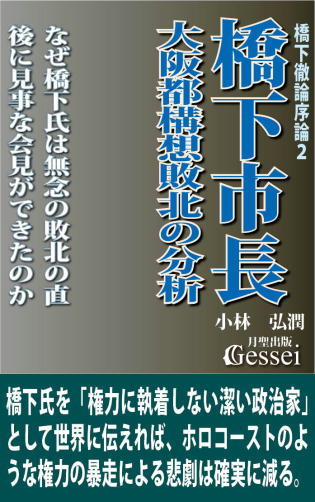 橋下徹論序論2
橋下市長
大阪都構想敗北の分析
なぜ橋下氏は無念の敗北の直
後に見事な会見ができたのか
小林 弘潤
月聖出版
Gessei
橋下氏を「権力に執着しない潔い政治家」
として世界に伝えれば、ホロコーストのよ
うな権力の暴走による悲劇は確実に減る。